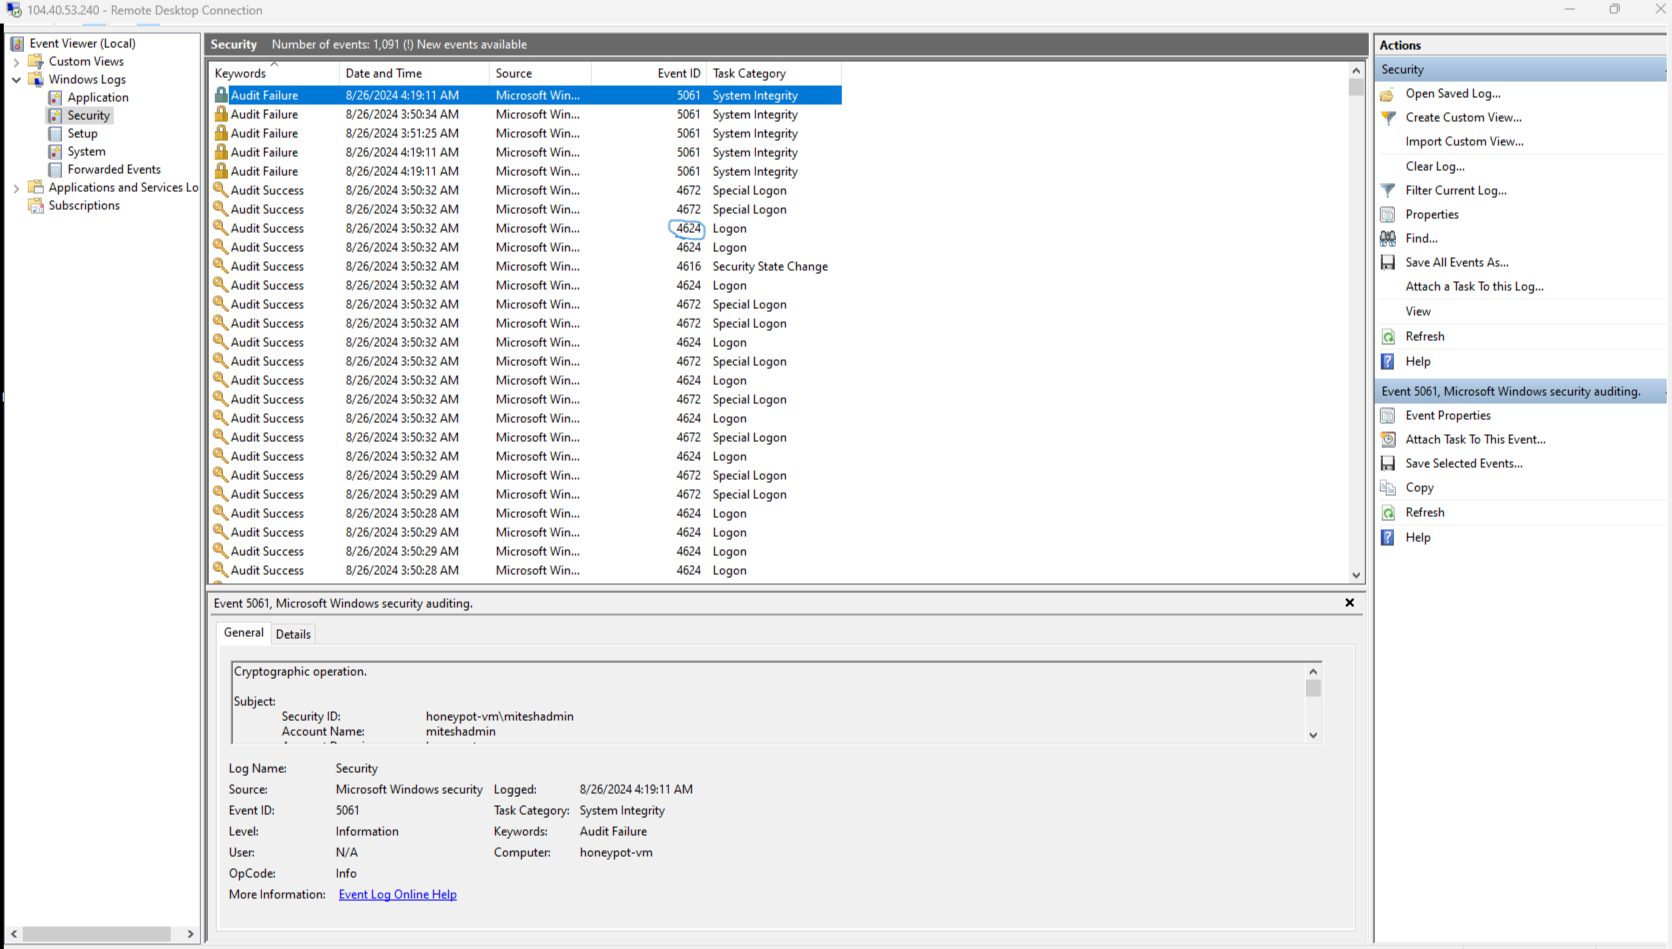 104.40.53.240 - Remote Desktop Connection
Event Viewer (Local)
Custom Views
Windows Logs
Application
Security
Setup
System
Forwarded Events
Applications and Services Lo
Subscriptions
Security Number of events: 1,091 (!) New events available
Keywords Date and Time Source Event ID Task Category
Audit Failure 8/26/2024 4:19:11 AM Microsoft Win... 5061 System Integrity
Audit Failure 8/26/2024 3:50:34 AM Microsoft Win... 5061 System Integrity
Audit Failure 8/26/2024 3:51:25 AM Microsoft Win... 5061 System Integrity
Audit Failure 8/26/2024 4:19:11 AM Microsoft Win... 5061 System Integrity
Audit Failure 8/26/2024 4:19:11 AM Microsoft Win... 5061 System Integrity
Audit Success 8/26/2024 3:50:32 AM Microsoft Win... 4672 Special Logon
Audit Success 8/26/2024 3:50:32 AM Microsoft Win... 4672 Special Logon
Audit Success 8/26/2024 3:50:32 AM Microsoft Win... 4624 Logon
Audit Success 8/26/2024 3:50:32 AM Microsoft Win... 4624 Logon
Audit Success 8/26/2024 3:50:32 AM Microsoft Win... 4616 Security State Change
Audit Success 8/26/2024 3:50:32 AM Microsoft Win... 4624 Logon
Audit Success 8/26/2024 3:50:32 AM Microsoft Win... 4672 Special Logon
Audit Success 8/26/2024 3:50:32 AM Microsoft Win... 4672 Special Logon
Audit Success 8/26/2024 3:50:32 AM Microsoft Win... 4624 Logon
Audit Success 8/26/2024 3:50:32 AM Microsoft Win... 4672 Special Logon
Audit Success 8/26/2024 3:50:32 AM Microsoft Win... 4624 Logon
Audit Success 8/26/2024 3:50:32 AM Microsoft Win... 4672 Special Logon
Audit Success 8/26/2024 3:50:32 AM Microsoft Win... 4624 Logon
Audit Success 8/26/2024 3:50:32 AM Microsoft Win... 4672 Special Logon
Audit Success 8/26/2024 3:50:32 AM Microsoft Win... 4624 Logon
Audit Success 8/26/2024 3:50:29 AM Microsoft Win... 4672 Special Logon
Audit Success 8/26/2024 3:50:29 AM Microsoft Win... 4672 Special Logon
Audit Success 8/26/2024 3:50:28 AM Microsoft Win... 4624 Logon
Audit Success 8/26/2024 3:50:29 AM Microsoft Win... 4624 Logon
Audit Success 8/26/2024 3:50:29 AM Microsoft Win... 4624 Logon
Audit Success 8/26/2024 3:50:28 AM Microsoft Win... 4624 Logon
Event 5061, Microsoft Windows security auditing.
General Details
Cryptographic operation.
Subject:
Security ID: honeypot-vm\miteshadmin
Account Name: miteshadmin
Log Name: Security
Source: Microsoft Windows security Logged: 8/26/2024 4:19:11 AM
Event ID: 5061 Task Category: System Integrity
Level: Information Keywords: Audit Failure
User: N/A Computer: honeypot-vm
OpCode: Info
More Information: Event Log Online Help
Actions
Security
Open Saved Log...
Create Custom View...
Import Custom View...
Clear Log...
Filter Current Log...
Properties
Find...
Save All Events As...
Attach a Task To this Log...
View
Refresh
Help
Event 5061, Microsoft Windows security auditing.
Event Properties
Attach Task To This Event...
Save Selected Events...
Copy
Refresh
Help